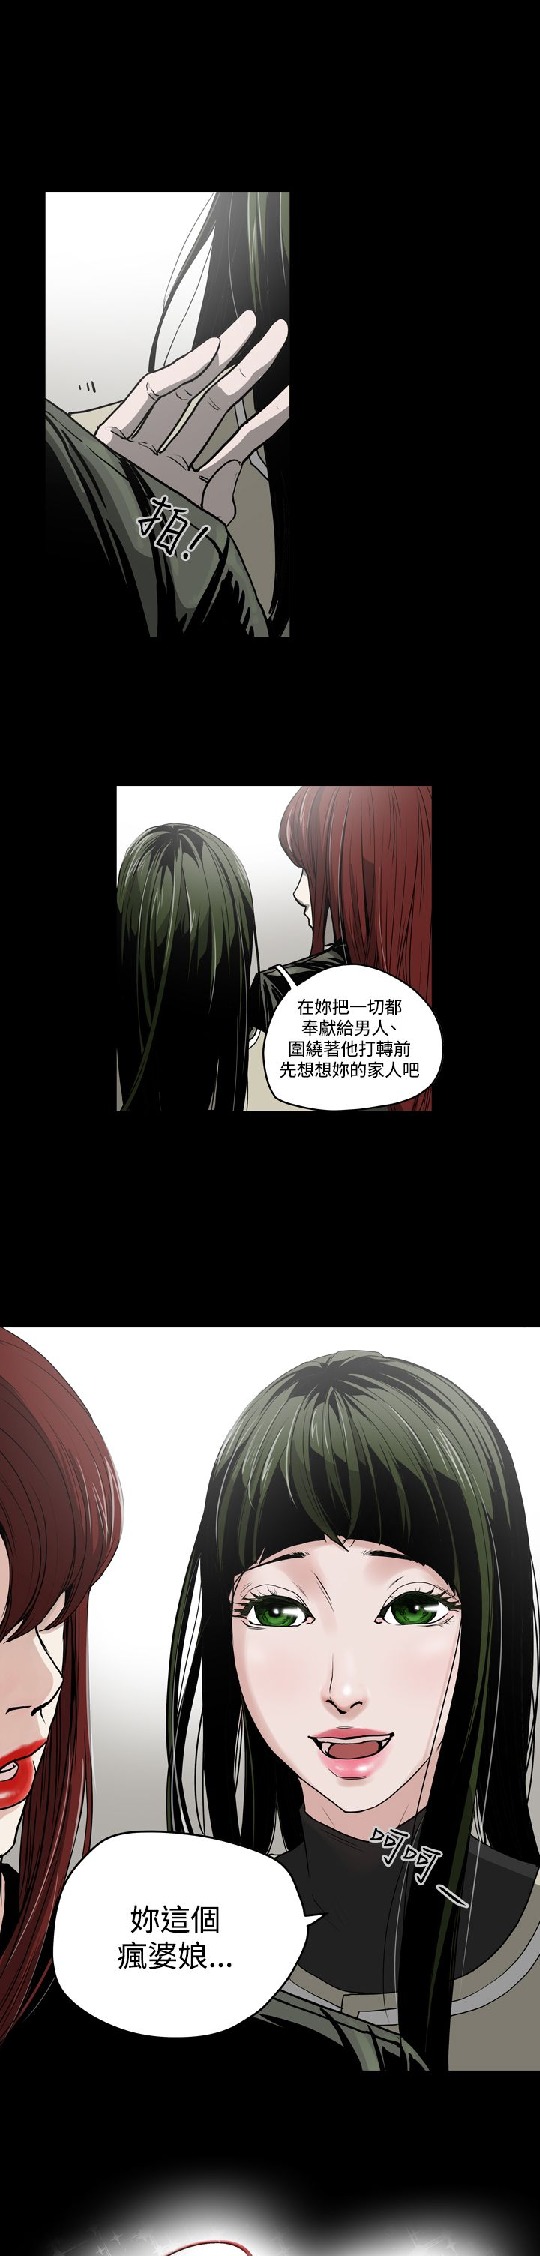 拍!
在妳把一切都
奉獻給男人、
圍繞著他打轉前
先想想妳的家人吧
呵呵~
妳這個
瘋婆娘...